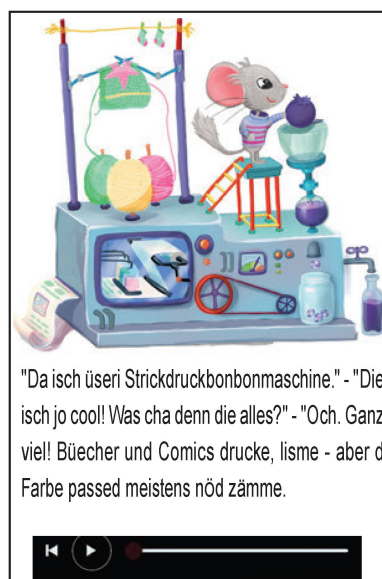 "Da isch üseri Strickdruckbonbonmaschine." - "Die
isch jo cool! Was cha denn die alles?" - "Och. Ganz
viel! Büecher und Comics drucke, lisme - aber d
Farbe passed meistens nöd zämme.